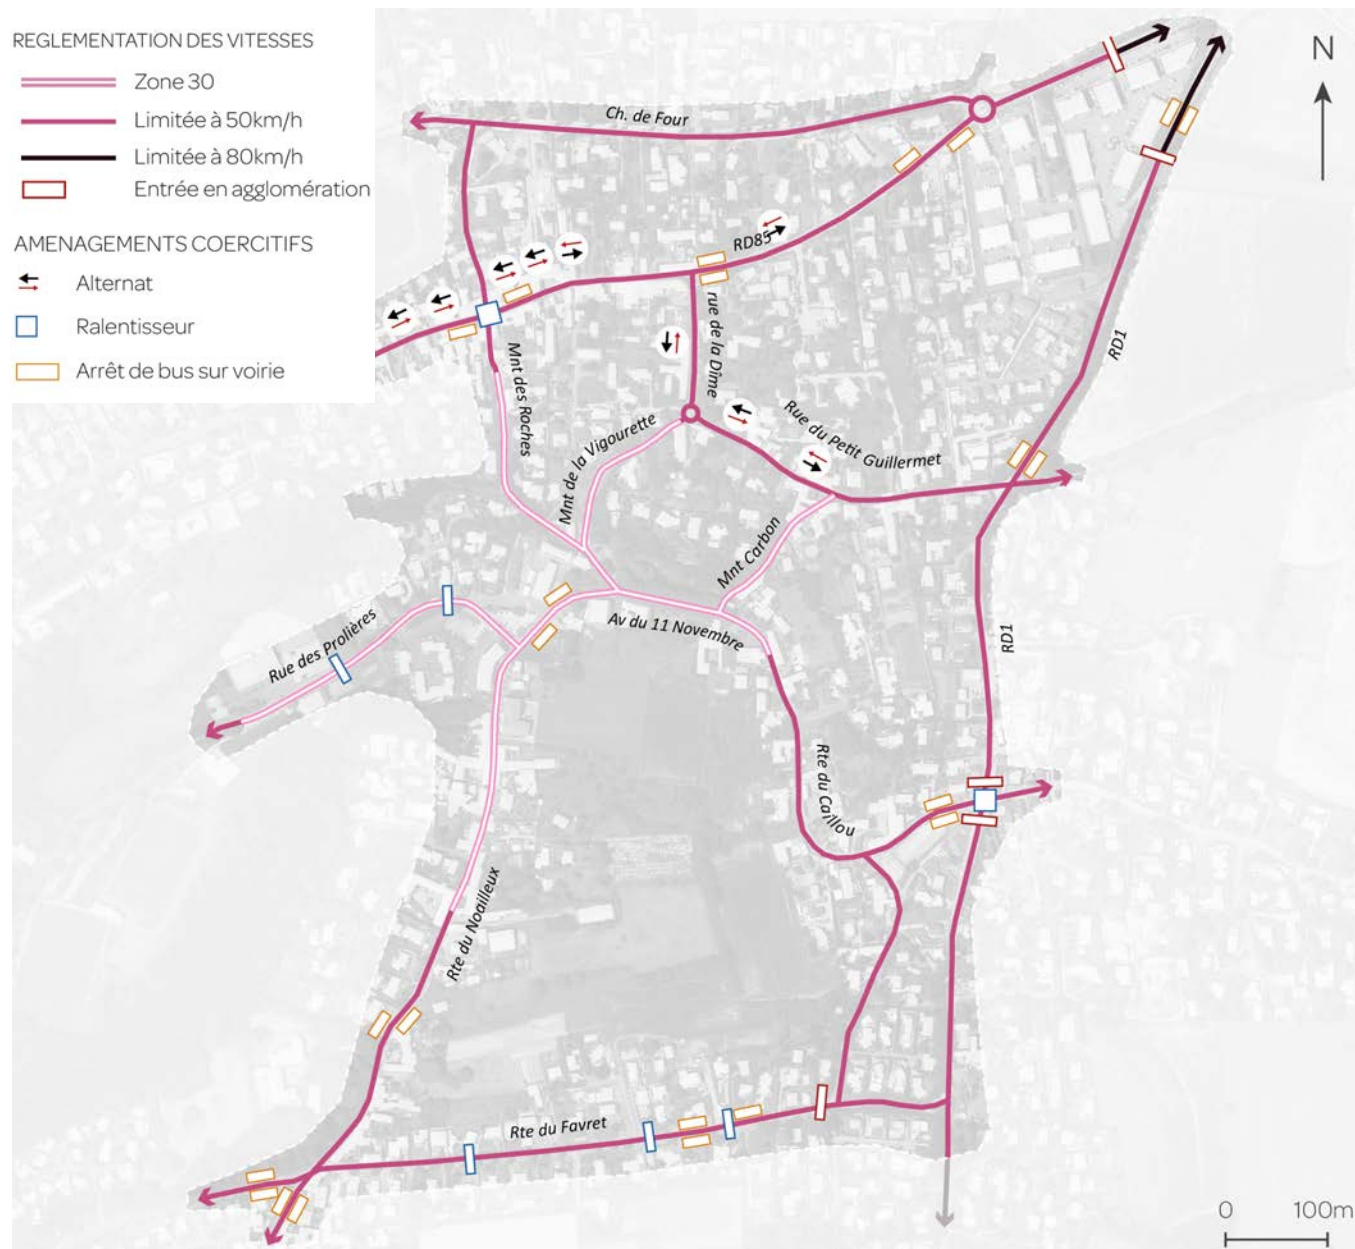 REGLEMENTATION DES VITESSES
Zone 30
Limitée à 50km/h
Limitée à 80km/h
Entrée en agglomération
AMENAGEMENTS COERCITIFS
Alternat
Ralentisseur
Arrêt de bus sur voirie
N
Ch. de Four
RD85
rue de la Dîme
RD1
Mnt des Roches
Mnt de la Vigourette
Rue du Petit Guillermet
Mnt Carbon
Av du 11 Novembre
Rue des Prolières
RD1
Rte du Caillou
Rte du Noailleux
Rte du Favret
0 100m